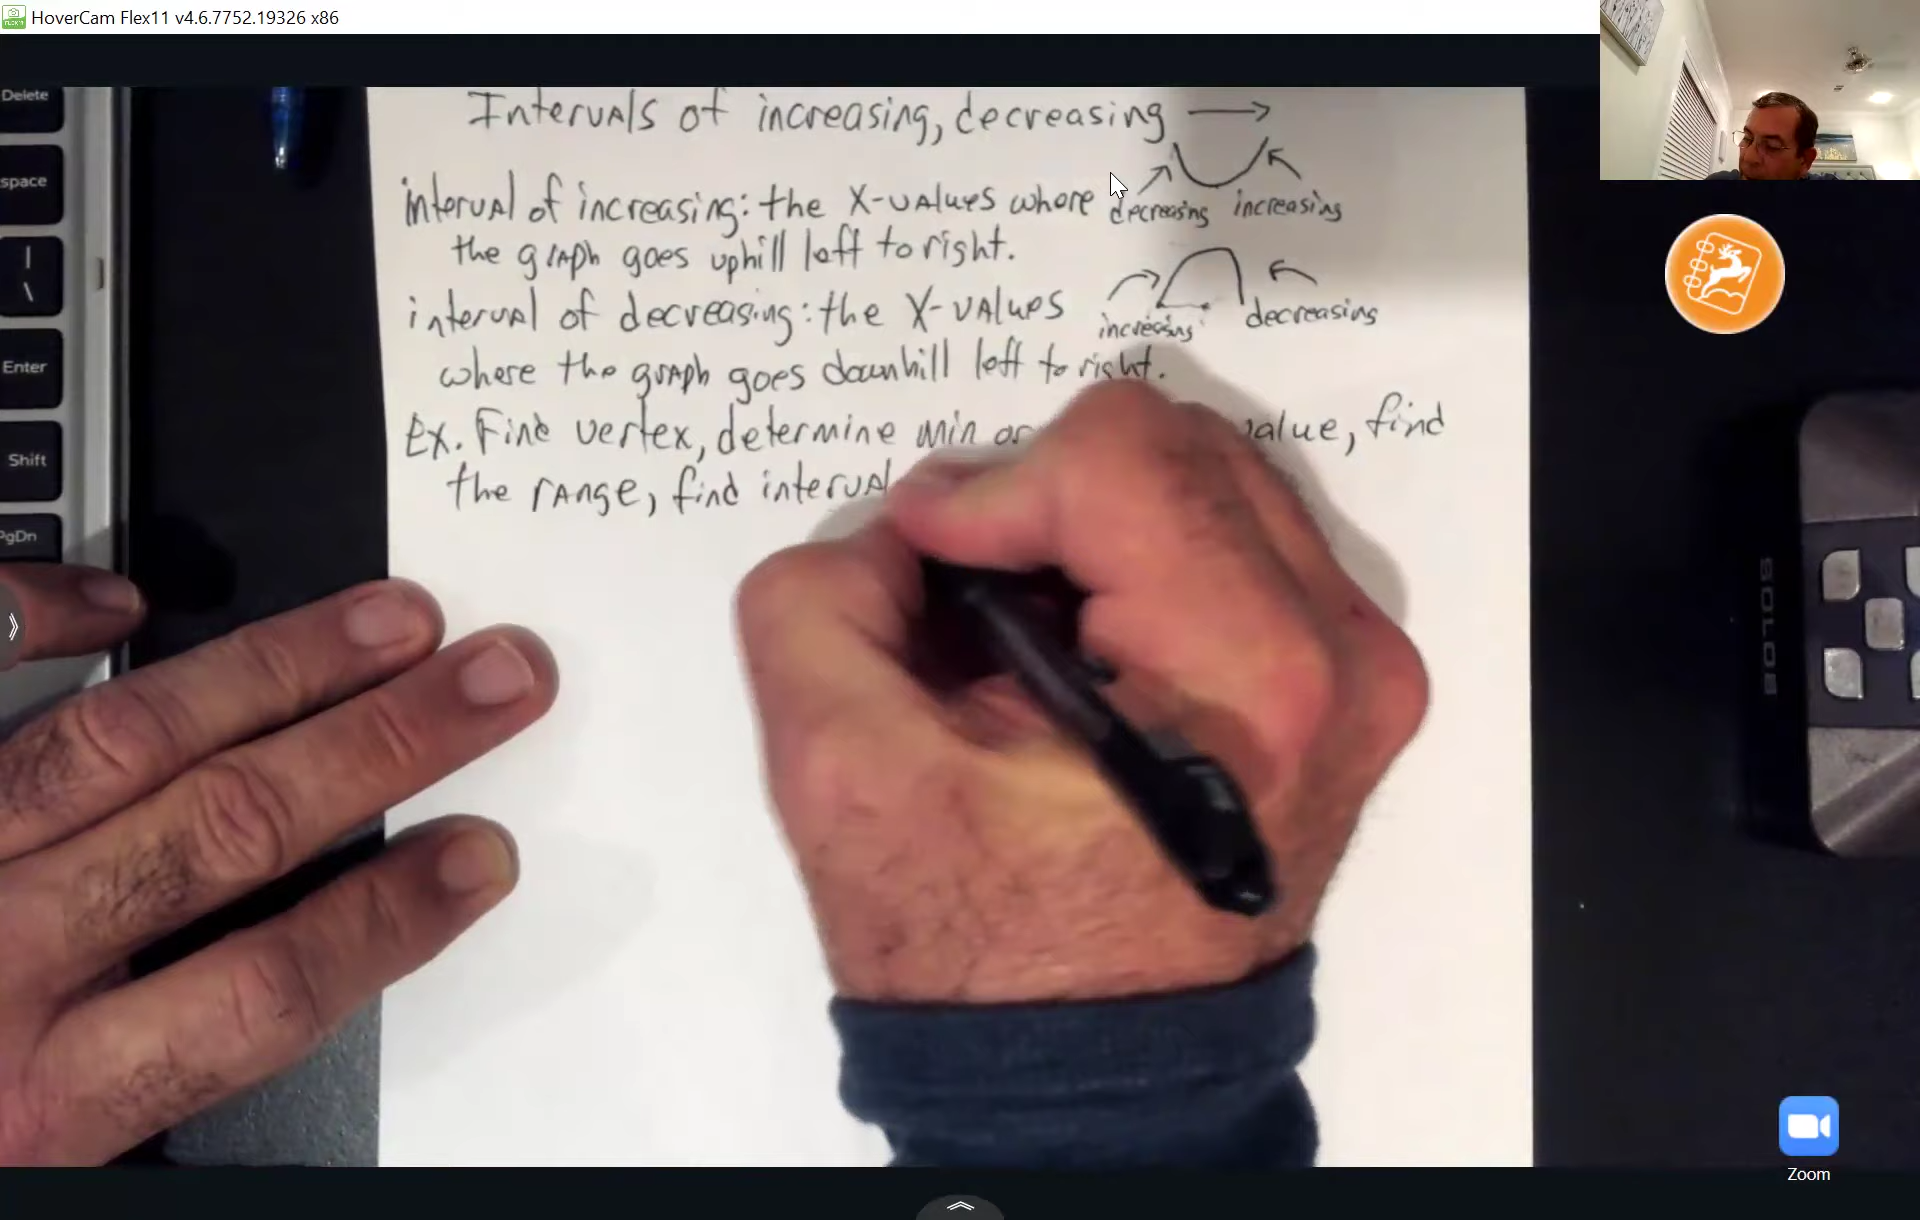 HoverCam Flex11 v4.6.7752.19326 x86
Delete
space
|
\
Enter
Shift
PgDn
Intervals of increasing, decreasing →
interval of increasing: the x-values where
decreasing increasing
the graph goes uphill left to right.
interval of decreasing: the x-values
increasing decreasing
where the graph goes downhill left to right.
Ex. Find vertex, determine min or value, find
the range, find interval
SOLO8
Zoom